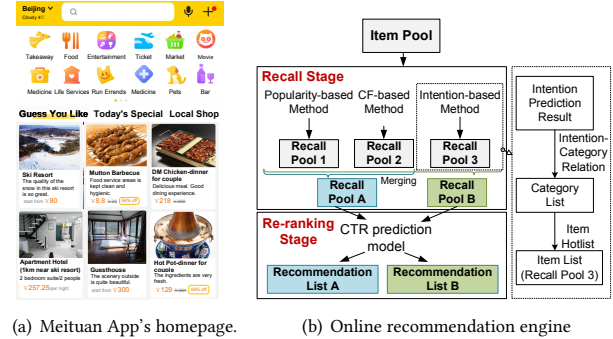 Beijing
Cloudy 4°C
Takeaway Food Entertainment Ticket Market Movie
Medicine Life Services Run Errends Medicine Pets Bar
Guess You Like Today's Special Local Shop
Ski Resort
The quality of the
snow in this ski resort
is so great.
start from ¥80
Mutton Barbecue
Food service areas is
kept clean and
hygienic.
¥8.8
DM Chicken-dinner
for couple
Delicious meal. Good
dining experience.
¥218
Apartment Hotel
(1km near ski resort)
2 bedroom suits/2 people
¥257.25/per night
Guesthouse
The scenery outside
is quite beautiful.
start from ¥300
Hot Pot-dinner for
couple
The ingredients are very
fresh.
¥129
(a) Meituan App's homepage.
Item Pool
Recall Stage
Popularity-based
Method
CF-based
Method
Intention-based
Method
Recall
Pool 1
Recall
Pool 2
Recall
Pool 3
Merging
Recall
Pool A
Recall
Pool B
Re-ranking
Stage
CTR prediction
model
Recommendation
List A
Recommendation
List B
Intention
Prediction
Result
Intention-
Category
Relation
Category
List
Item
Hotlist
Item List
(Recall Pool 3)
(b) Online recommendation engine